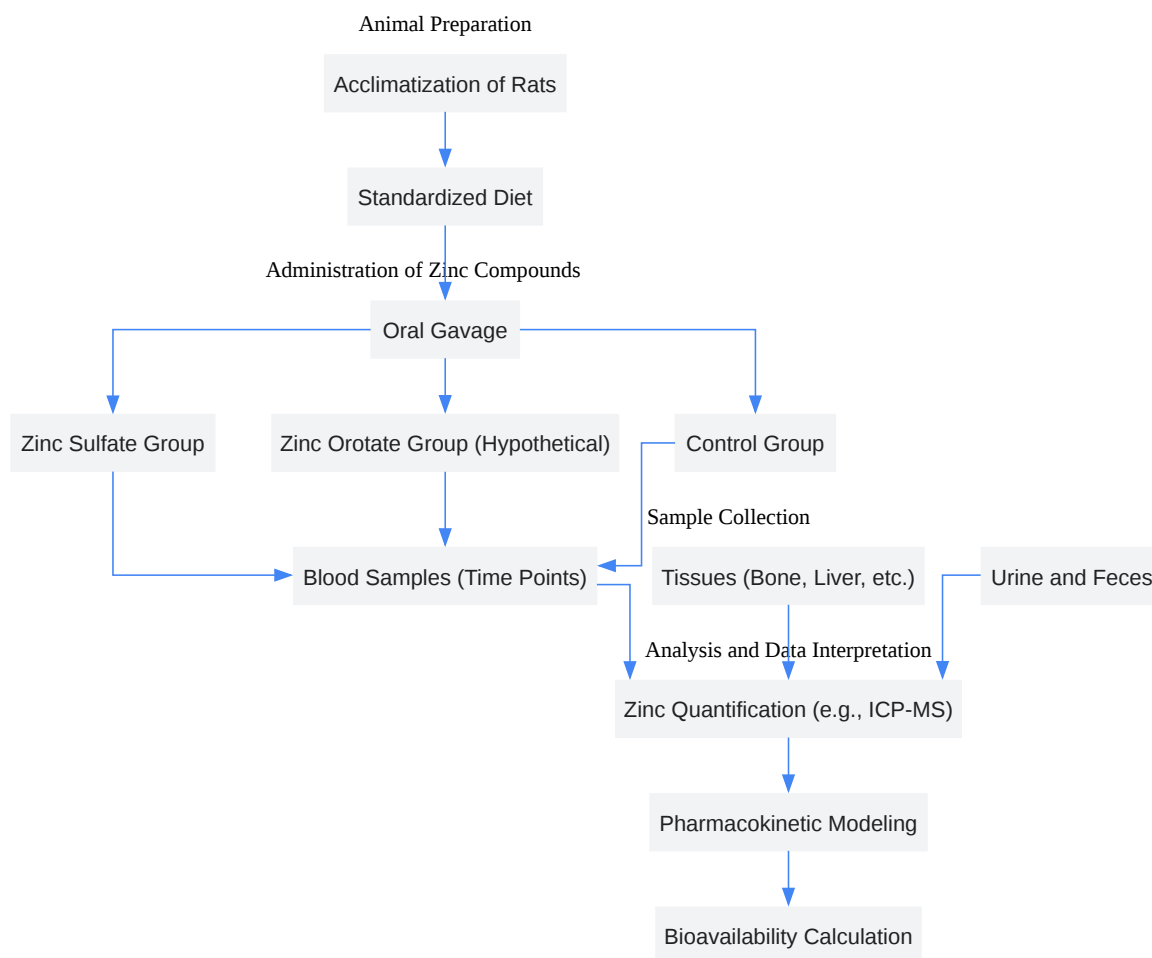 Animal Preparation
Acclimatization of Rats
Standardized Diet
Administration of Zinc Compounds
Oral Gavage
Zinc Sulfate Group
Zinc Orotate Group (Hypothetical)
Control Group
Sample Collection
Blood Samples (Time Points)
Tissues (Bone, Liver, etc.)
Urine and Feces
Analysis and Data Interpretation
Zinc Quantification (e.g., ICP-MS)
Pharmacokinetic Modeling
Bioavailability Calculation